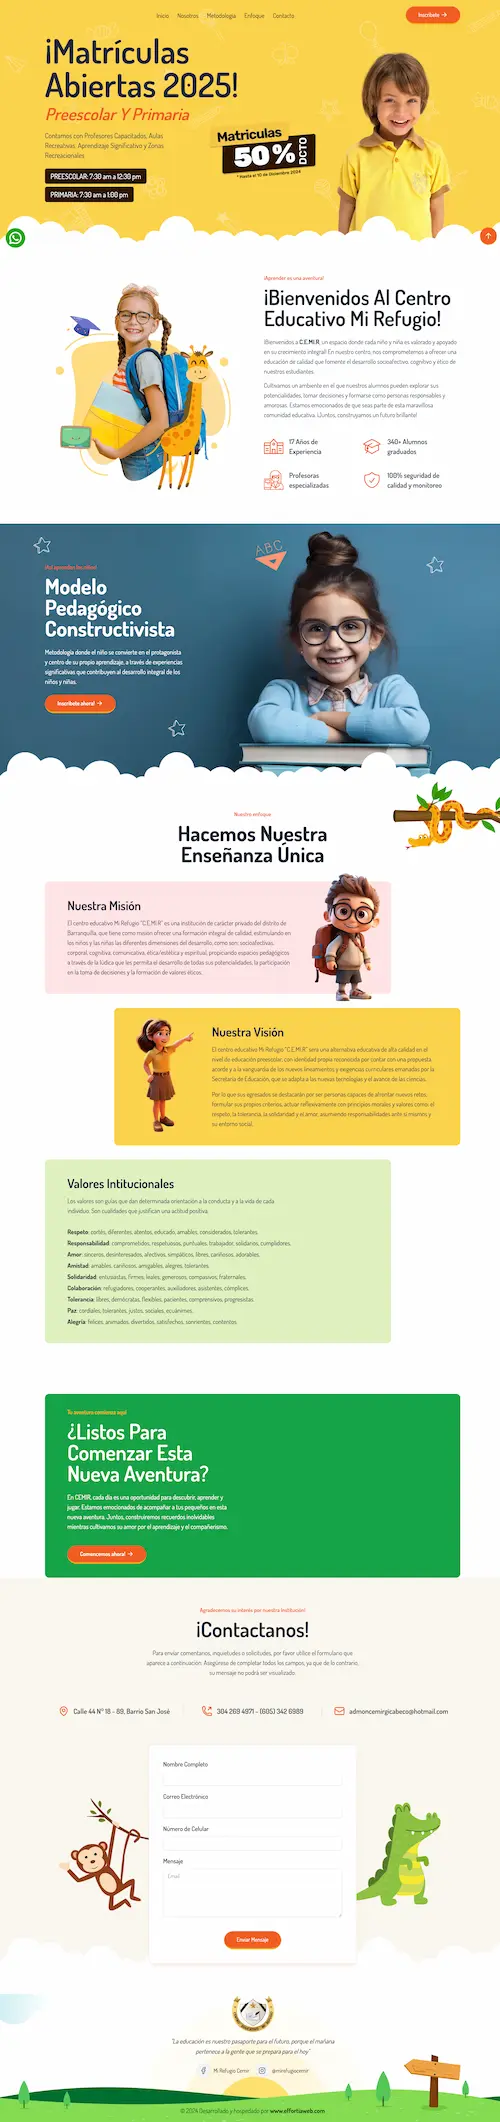 Inicio Nosotros Metodologia Enfoque Contacto
Inscríbete
¡Matrículas
Abiertas 2025!
Preescolar Y Primaria
Contamos con Profesores Capacitados, Aulas
Recreativas, Aprendizaje Significativo y Zonas
Recreacionales
PREESCOLAR: 7:30 am a 12:30 pm
PRIMARIA: 7:30 am a 1:00 pm
Matriculas
50% DCTO
* Hasta el 10 de Diciembre 2024
¡Aprender es una aventura!
¡Bienvenidos Al Centro
Educativo Mi Refugio!
¡Bienvenidos a C.E.MI.R, un espacio donde cada niño y niña es valorado y apoyado
en su crecimiento integral! En nuestro centro, nos comprometemos a ofrecer una
educación de calidad que fomente el desarrollo socioafectivo, cognitivo y ético de
nuestros estudiantes.
Cultivamos un ambiente en el que nuestros alumnos pueden explorar sus
potencialidades, tomar decisiones y formarse como personas responsables y
amorosas. Estamos emocionados de que seas parte de esta maravillosa
comunidad educativa. ¡Juntos, construyamos un futuro brillante!
17 Años de
Experiencia
340+ Alumnos
graduados
Profesoras
especializadas
100% seguridad de
calidad y monitoreo
ABC
¡Así aprenden los niños!
Modelo
Pedagógico
Constructivista
Metodología donde el niño se convierte en el protagonista
y centro de su propio aprendizaje, a través de experiencias
significativas que contribuyen al desarrollo integral de los
niños y niñas.
Inscríbete ahora!
Nuestro enfoque
Hacemos Nuestra
Enseñanza Única
Nuestra Misión
El centro educativo Mi Refugio "C.E.MI.R" es una institución de carácter privado del distrito de
Barranquilla, que tiene como misión ofrecer una formación integral de calidad, estimulando en
los niños y las niñas las diferentes dimensiones del desarrollo, como son: socioafectivas,
corporal, cognitiva, comunicativa, ética/estética y espiritual, propiciando espacios pedagógicos
a través de la lúdica que les permita el desarrollo de todas sus potencialidades, la participación
en la toma de decisiones y la formación de valores éticos.
Nuestra Visión
El centro educativo Mi Refugio "C.E.MI.R" será una alternativa educativa de alta calidad en el
nivel de educación preescolar; con identidad propia reconocida por contar con una propuesta
acorde y a la vanguardia de los nuevos lineamientos y exigencias curriculares emanadas por la
Secretaría de Educación, que se adapta a las nuevas tecnologías y el avance de las ciencias.
Por lo que sus egresados se destacarán por ser personas capaces de afrontar nuevos retos,
formular sus propios criterios, actuar reflexivamente con principios morales y valores como: el
respeto, la tolerancia, la solidaridad y el amor, asumiendo responsabilidades ante sí mismos y
su entorno social.
Valores Intitucionales
Los valores son guías que dan determinada orientación a la conducta y a la vida de cada
individuo. Son cualidades que justifican una actitud positiva.
Respeto: cortés, diferentes, atentos, educado, amables, considerados, tolerantes.
Responsabilidad: comprometidos, respetuosos, puntuales, trabajador, solidarios, cumplidores.
Amor: sinceros, desinteresados, afectivos, simpáticos, libres, cariñosos, adorables.
Amistad: amables, cariñosos, amigables, alegres, tolerantes.
Solidaridad: entusiastas, firmes, leales, generosos, compasivos, fraternales.
Colaboración: refugiadores, cooperantes, auxiliadores, asistentes, cómplices.
Tolerancia: libres, demócratas, flexibles, pacientes, comprensivos, progresistas
Paz: cordiales, tolerantes, justos, sociales, ecuánimes.
Alegría: felices, animados, divertidos, satisfechos, sonrientes, contentos
Tu aventura comienza aquí
¿Listos Para
Comenzar Esta
Nueva Aventura?
En CEMIR, cada día es una oportunidad para descubrir, aprender y
jugar. Estamos emocionados de acompañar a tus pequeños en esta
nueva aventura. Juntos, construiremos recuerdos inolvidables
mientras cultivamos su amor por el aprendizaje y el compañerismo.
Comencemos ahora!
Agradecemos su interés por nuestra Institución!
¡Contactanos!
Para enviar comentarios, inquietudes o solicitudes, por favor utilice el formulario que
aparece a continuación. Asegúrese de completar todos los campos, ya que de lo contrario,
su mensaje no podrá ser visualizado.
Calle 44 N° 18 - 89, Barrio San José
304 269 4971 - (605) 342 6989
admoncemirgicabeco@hotmail.com
Nombre Completo
Correo Electrónico
Número de Celular
Mensaje
Email
Enviar Mensaje
"La educación es nuestro pasaporte para el futuro, porque el mañana
pertenece a la gente que se prepara para el hoy"
Mi Refugio Cemir @mirefugiocemir
© 2024 Desarrollado y hospedado por www.effortiaweb.com